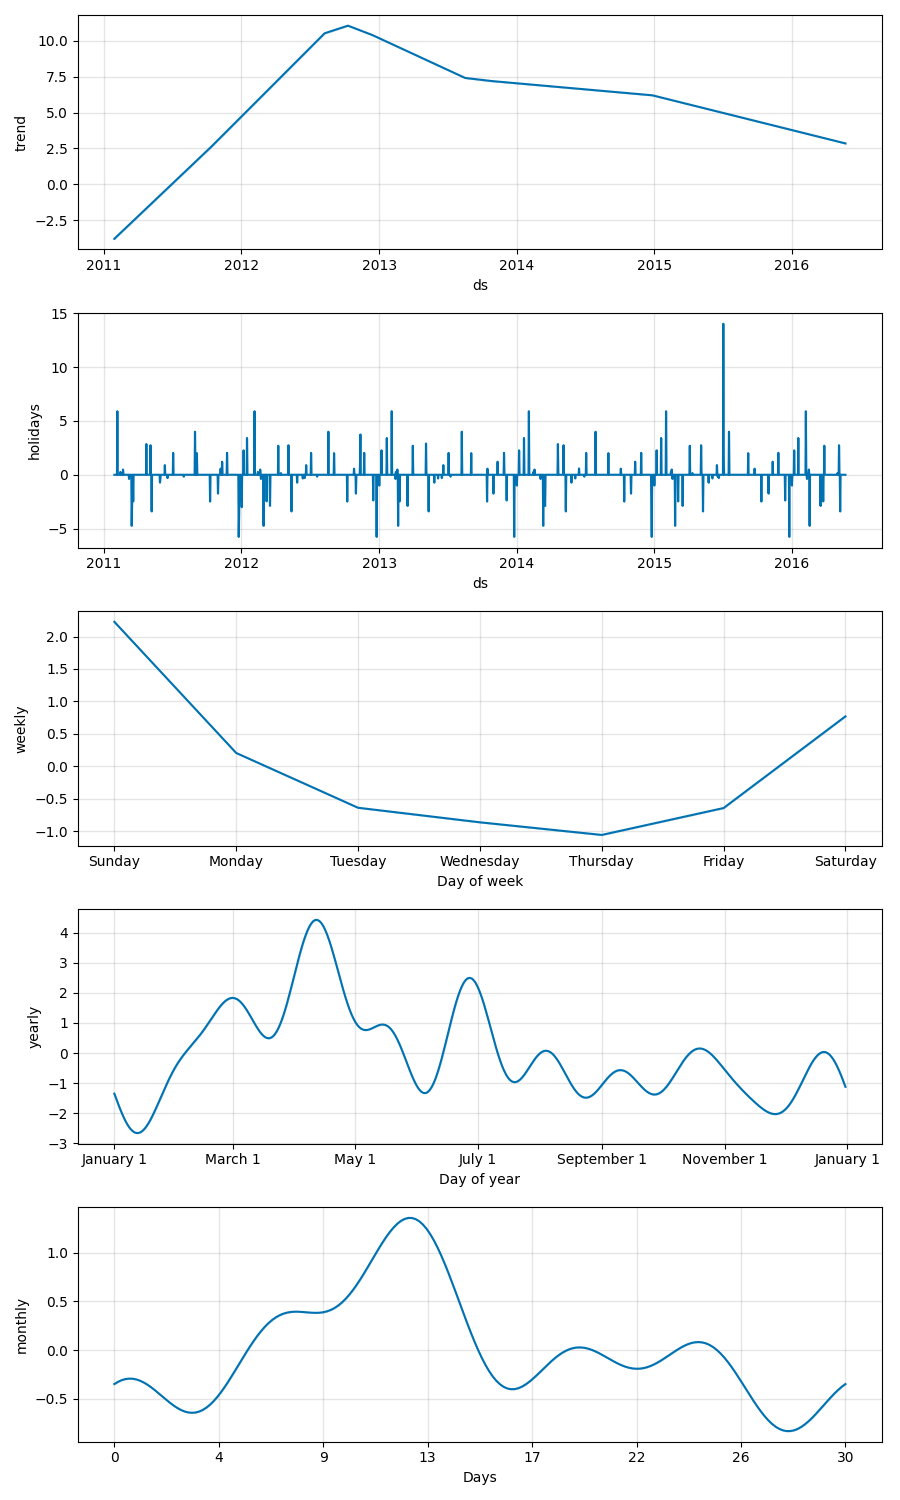 10.0
7.5
5.0
2.5
0.0
−2.5
trend
2011 2012 2013 2014 2015 2016
ds
15
10
5
0
−5
holidays
2011 2012 2013 2014 2015 2016
ds
2.0
1.5
1.0
0.5
0.0
−0.5
−1.0
weekly
Sunday Monday Tuesday Wednesday Thursday Friday Saturday
Day of week
4
3
2
1
0
−1
−2
−3
yearly
January 1 March 1 May 1 July 1 September 1 November 1 January 1
Day of year
1.0
0.5
0.0
−0.5
monthly
0 4 9 13 17 22 26 30
Days